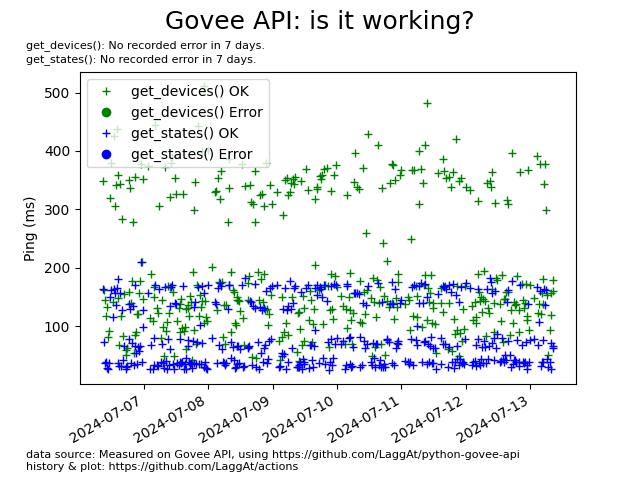 Govee API: is it working?
get_devices(): No recorded error in 7 days.
get_states(): No recorded error in 7 days.
get_devices() OK
get_devices() Error
get_states() OK
get_states() Error
Ping (ms)
500
400
300
200
100
2024-07-07
2024-07-08
2024-07-09
2024-07-10
2024-07-11
2024-07-12
2024-07-13
data source: Measured on Govee API, using https://github.com/LaggAt/python-govee-api
history & plot: https://github.com/LaggAt/actions